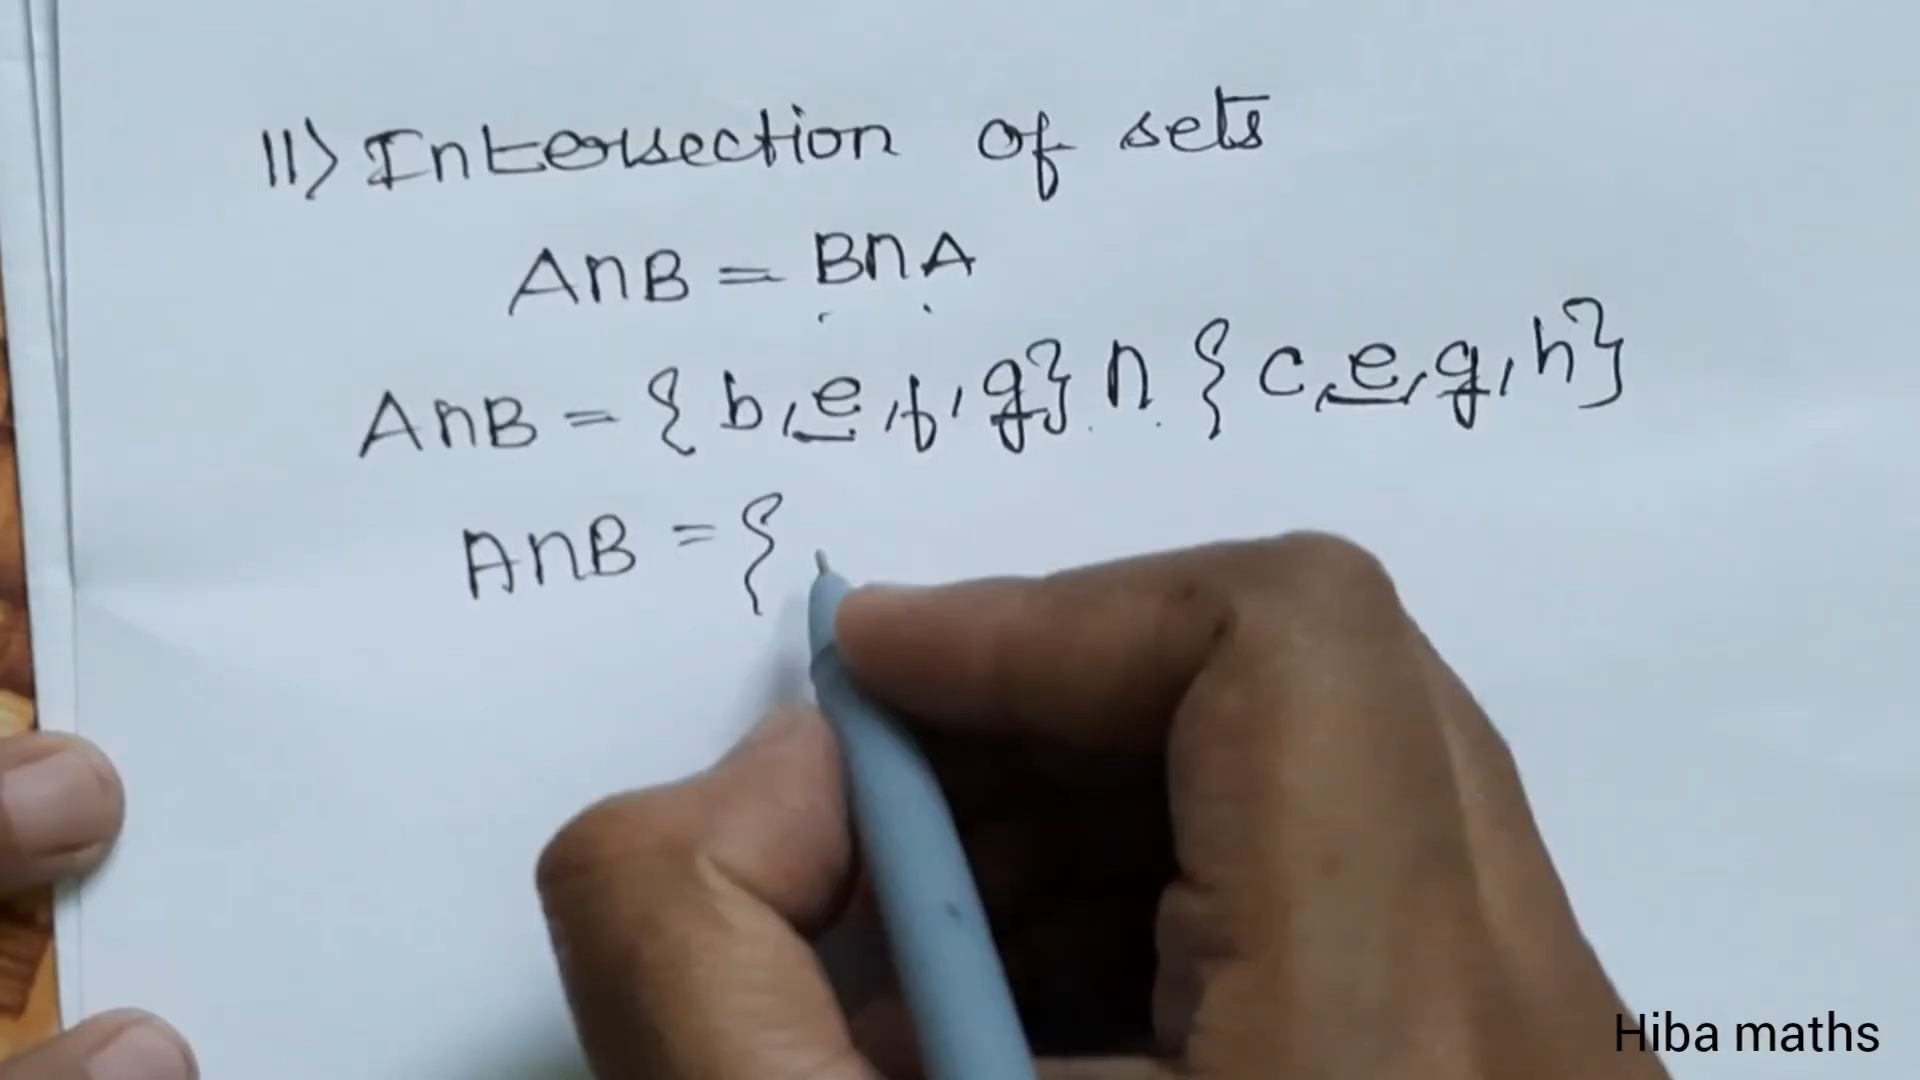 11) Intersection of sets
A∩B = B∩A
A∩B = { b, e, f, g} ∩ { c, e, g, h}
A∩B = {
Hiba maths